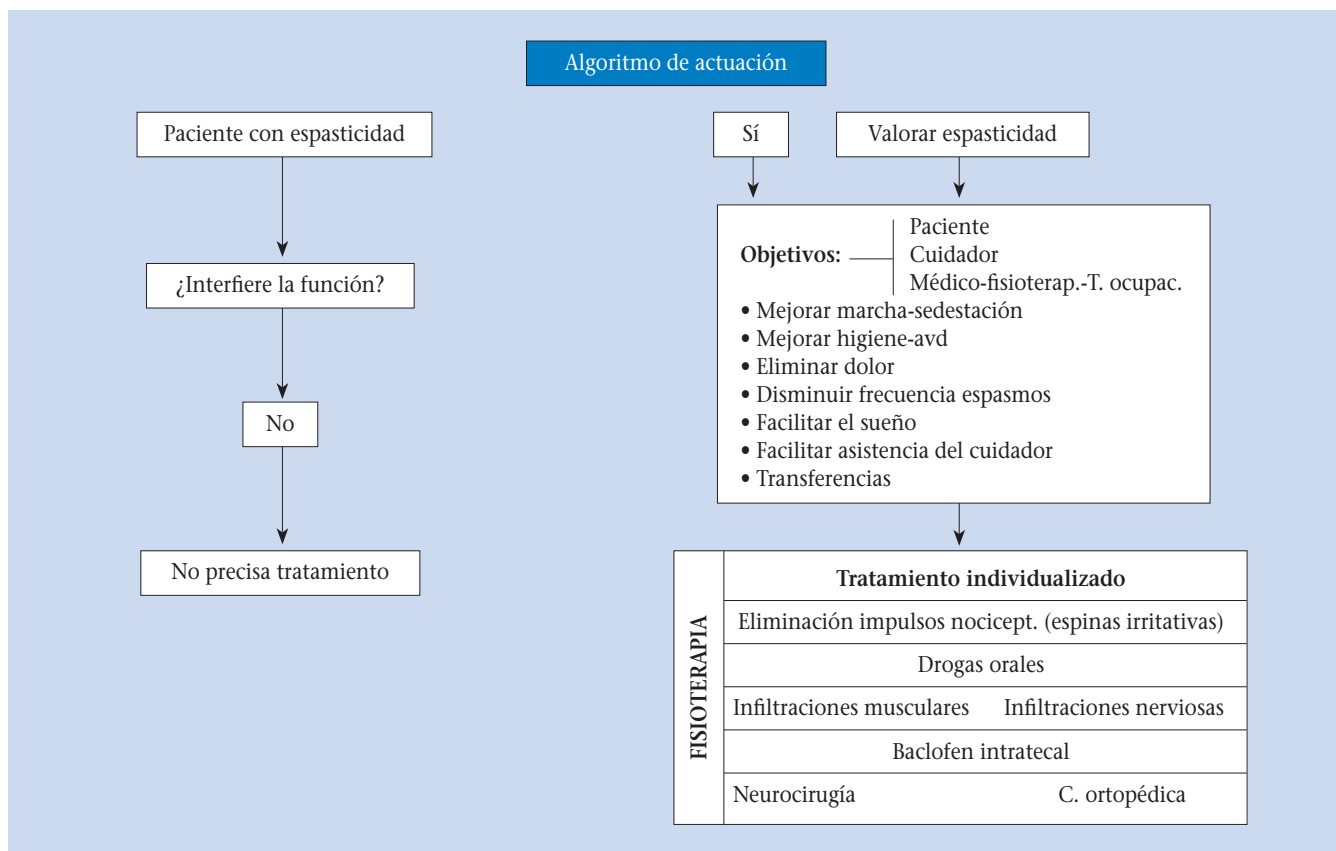 Algoritmo de actuación
Paciente con espasticidad
¿Interfiere la función?
No
No precisa tratamiento
Sí
Valorar espasticidad
Objetivos:
Paciente
Cuidador
Médico-fisioterap.-T. ocupac.
• Mejorar marcha-sedestación
• Mejorar higiene-avd
• Eliminar dolor
• Disminuir frecuencia espasmos
• Facilitar el sueño
• Facilitar asistencia del cuidador
• Transferencias
FISIOTERAPIA
Tratamiento individualizado
Eliminación impulsos nocicept. (espinas irritativas)
Drogas orales
Infiltraciones musculares Infiltraciones nerviosas
Baclofen intratecal
Neurocirugía C. ortopédica